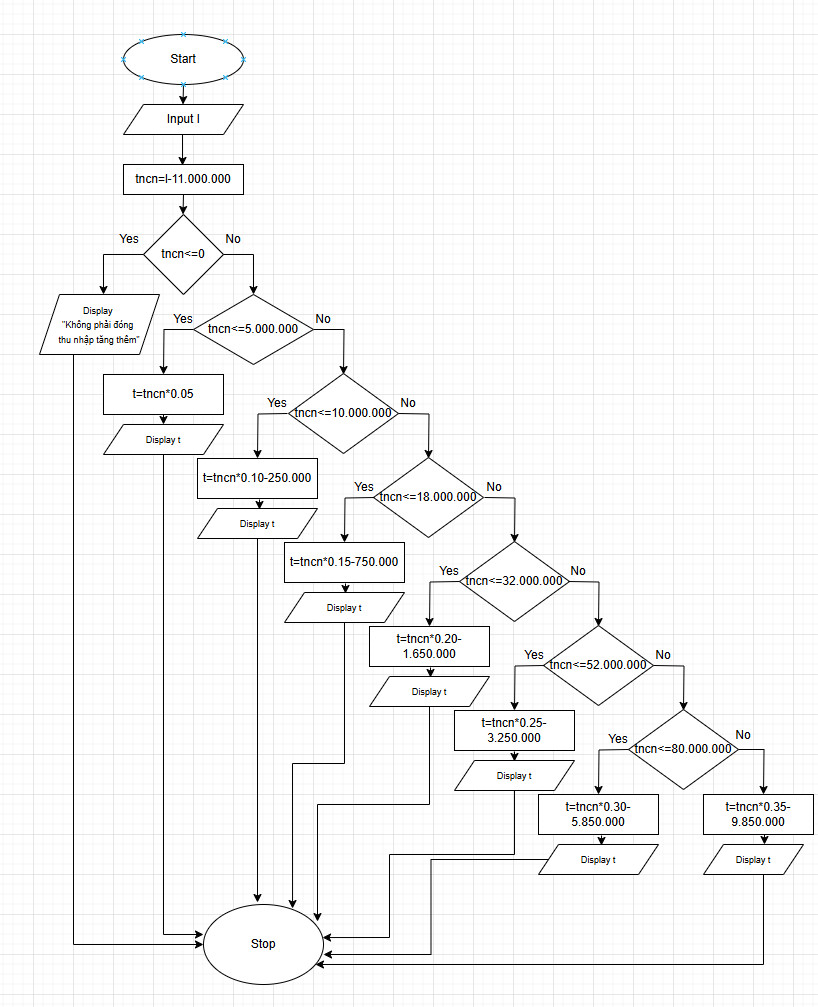 Start
Input I
tncn=I-11.000.000
Yes
No
tncn<=0
Display
"Không phải đóng
thu nhập tăng thêm"
Yes
No
tncn<=5.000.000
t=tncn*0.05
Display t
Yes
No
tncn<=10.000.000
t=tncn*0.10-250.000
Display t
Yes
No
tncn<=18.000.000
t=tncn*0.15-750.000
Display t
Yes
No
tncn<=32.000.000
t=tncn*0.20-
1.650.000
Display t
Yes
No
tncn<=52.000.000
t=tncn*0.25-
3.250.000
Display t
Yes
No
tncn<=80.000.000
t=tncn*0.30-
5.850.000
Display t
t=tncn*0.35-
9.850.000
Display t
Stop